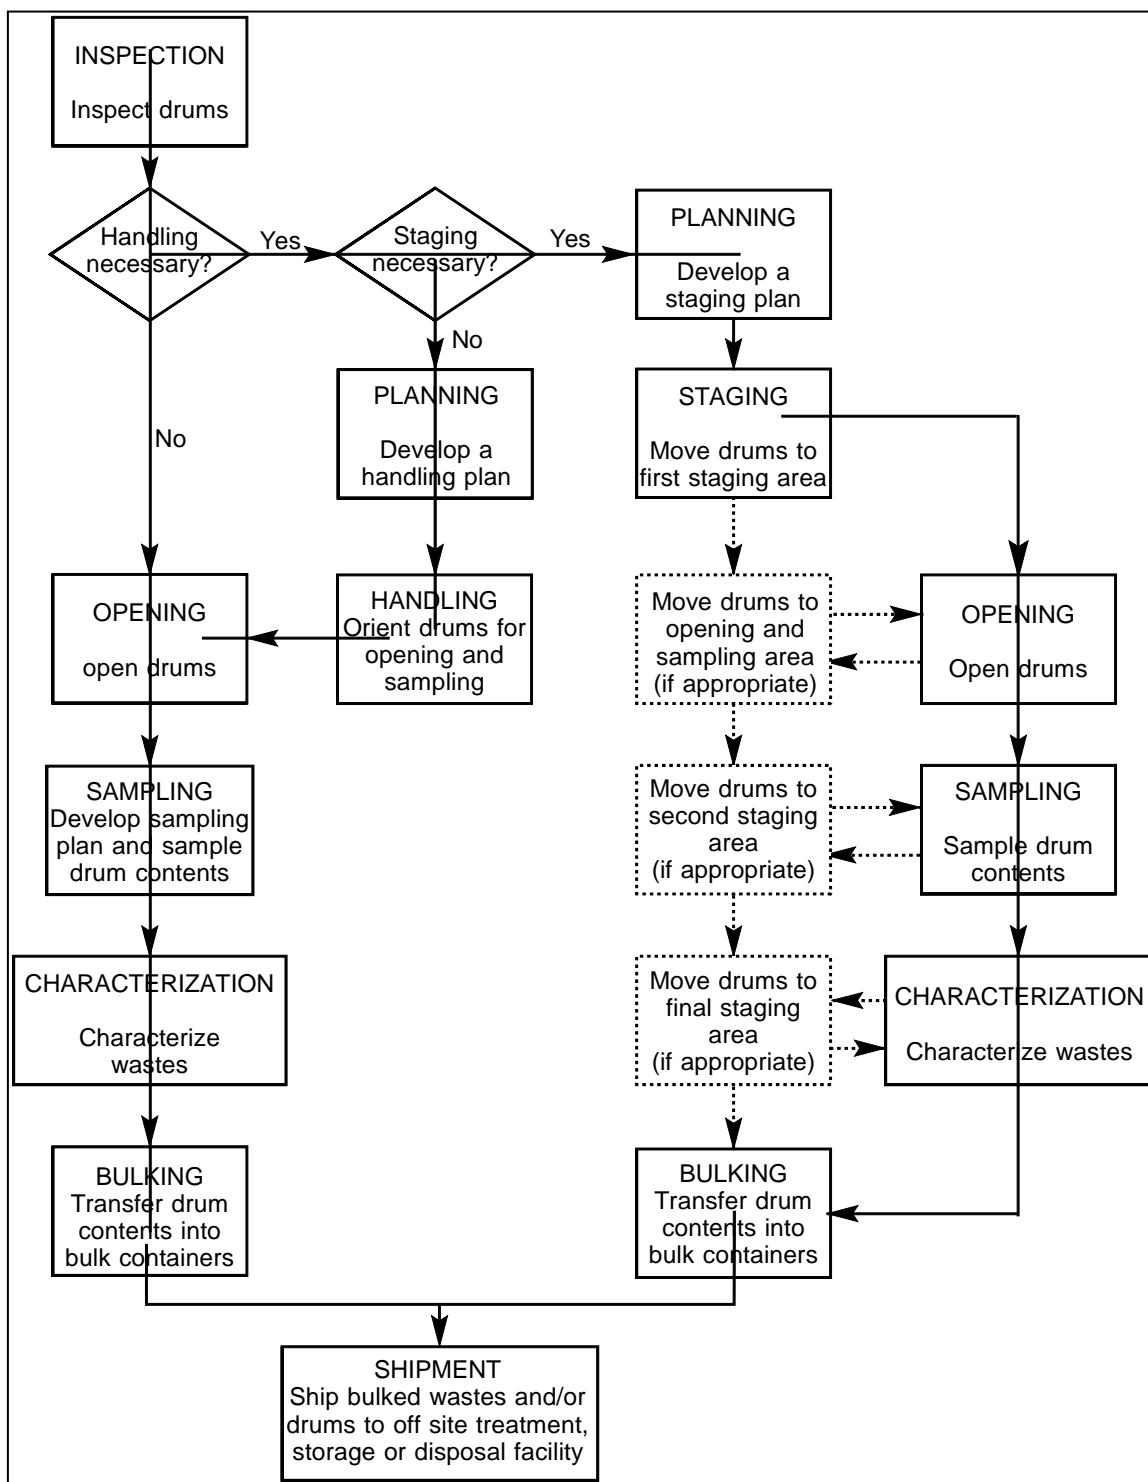 INSPECTION
Inspect drums
Handling
necessary?
Yes
Staging
necessary?
Yes
PLANNING
Develop a
staging plan
No
No
PLANNING
Develop a
handling plan
STAGING
Move drums to
first staging area
OPENING
open drums
HANDLING
Orient drums for
opening and
sampling
Move drums to
opening and
sampling area
(if appropriate)
OPENING
Open drums
SAMPLING
Develop sampling
plan and sample
drum contents
Move drums to
second staging
area
(if appropriate)
SAMPLING
Sample drum
contents
CHARACTERIZATION
Characterize
wastes
Move drums to
final staging
area
(if appropriate)
CHARACTERIZATION
Characterize wastes
BULKING
Transfer drum
contents into
bulk containers
BULKING
Transfer drum
contents into
bulk containers
SHIPMENT
Ship bulked wastes and/or
drums to off site treatment,
storage or disposal facility